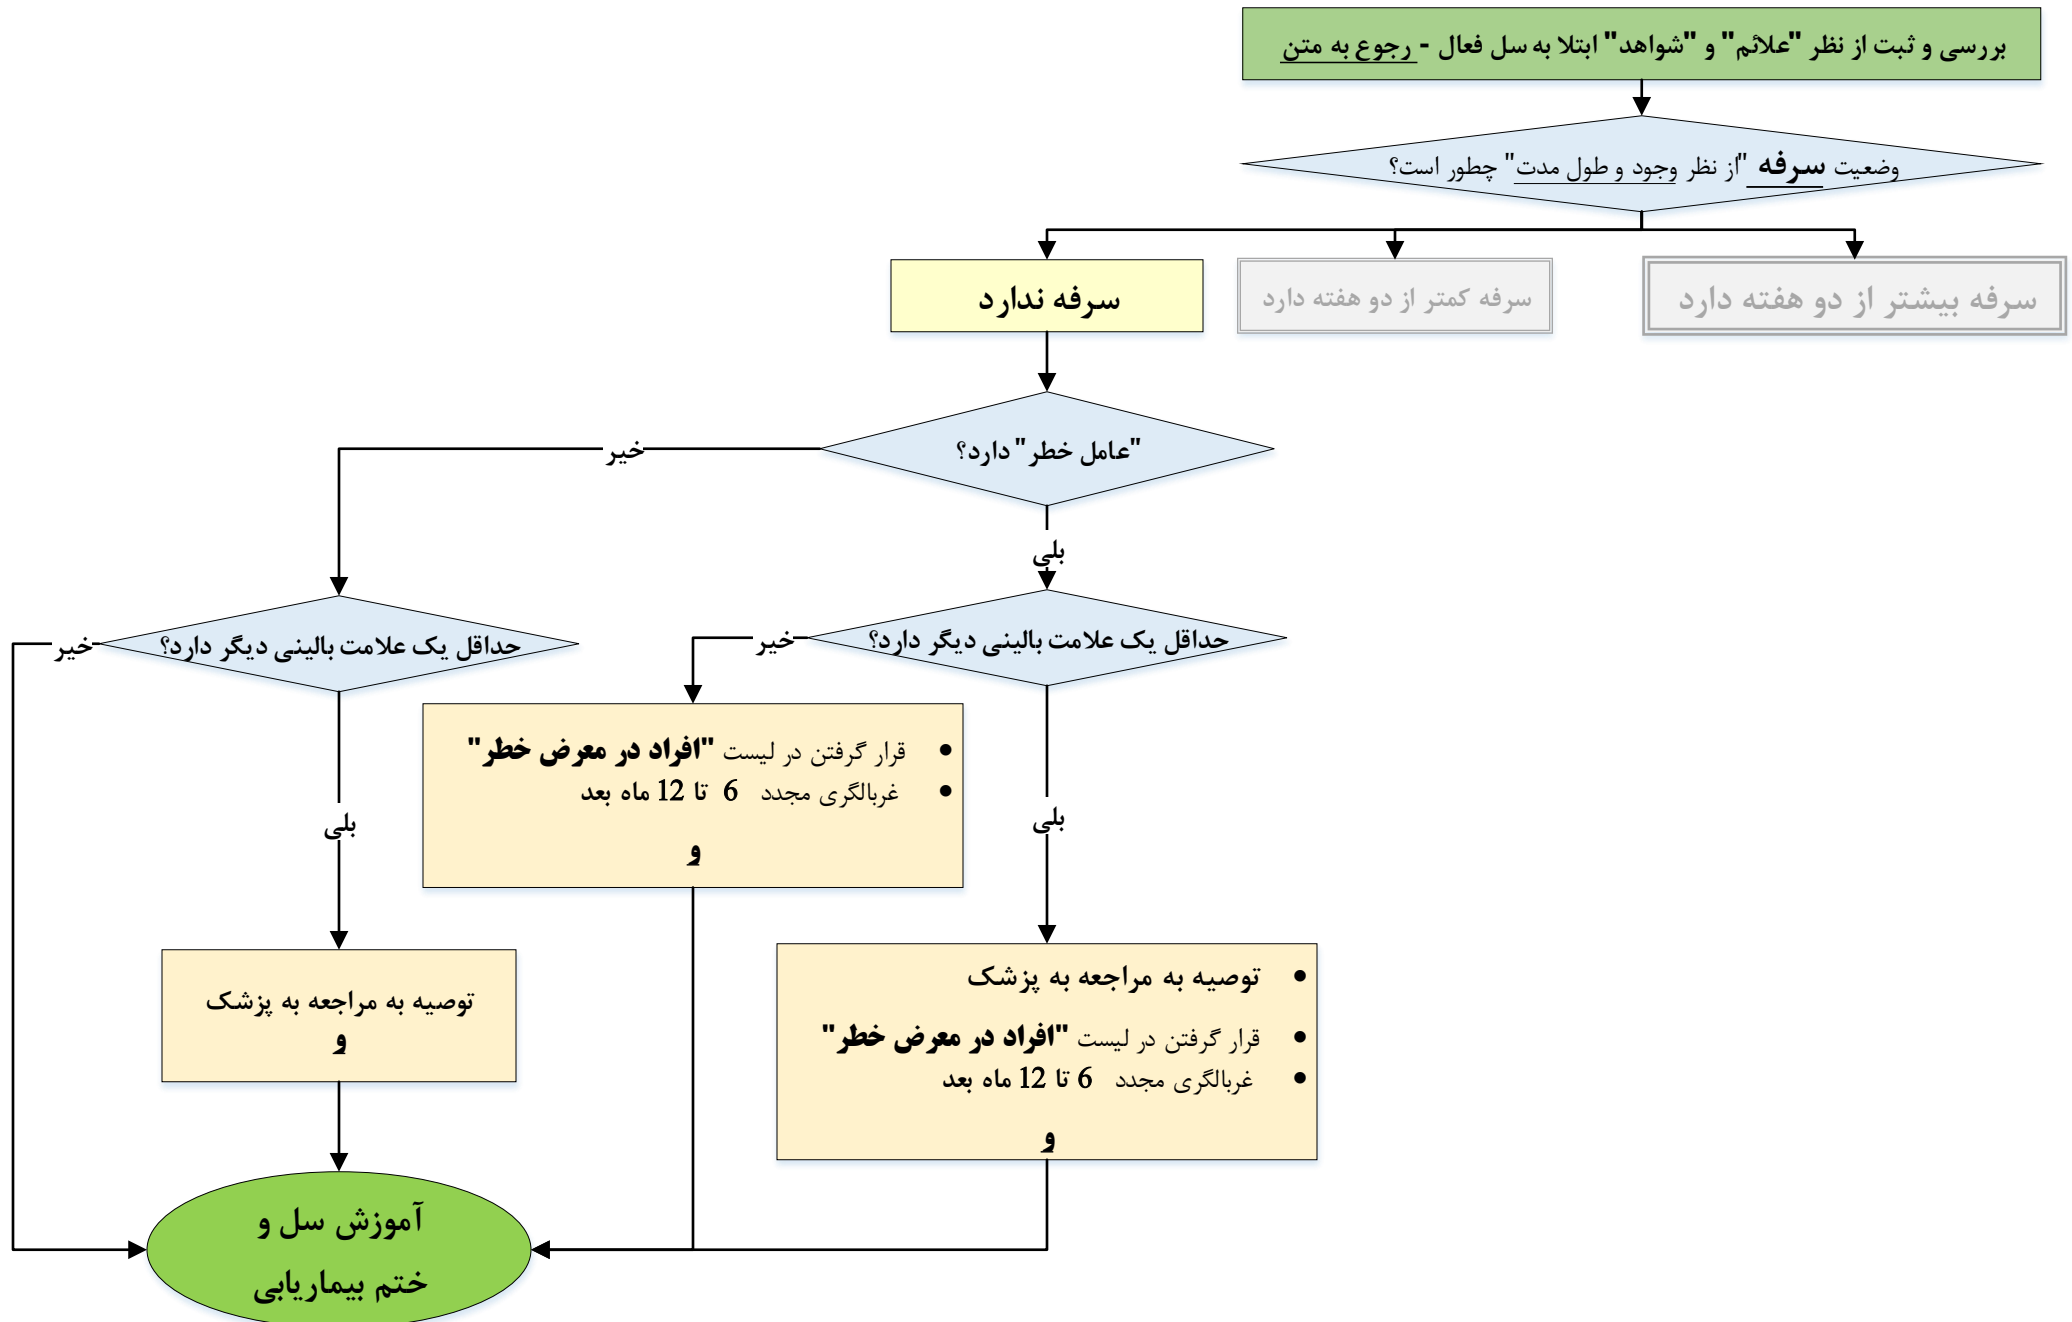 بررسی و ثبت از نظر "علائم" و "شواهد" ابتلا به سل فعال - رجوع به متن
وضعیت سرفه "از نظر وجود و طول مدت" چطور است؟
سرفه بیشتر از دو هفته دارد
سرفه کمتر از دو هفته دارد
سرفه ندارد
"عامل خطر" دارد؟
خیر
بلی
حداقل یک علامت بالینی دیگر دارد؟
خیر
حداقل یک علامت بالینی دیگر دارد؟
خیر
• قرار گرفتن در لیست "افراد در معرض خطر"
• غربالگری مجدد 6 تا 12 ماه بعد
و
بلی
بلی
• توصیه به مراجعه به پزشک
• قرار گرفتن در لیست "افراد در معرض خطر"
• غربالگری مجدد 6 تا 12 ماه بعد
و
توصیه به مراجعه به پزشک
و
آموزش سل و
ختم بیماریابی